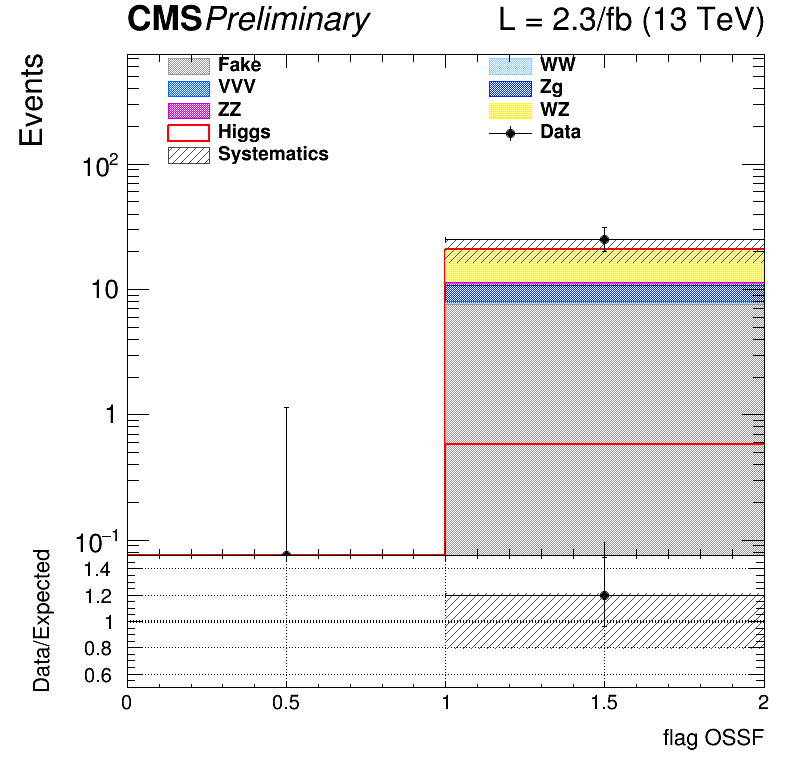 CMS Preliminary L = 2.3/fb (13 TeV)
Events
Fake WW
VVV Zg
ZZ WZ
Higgs Data
Systematics
10²
10
1
10⁻¹
Data/Expected
1.4
1.2
1
0.8
0.6
0 0.5 1 1.5 2
flag OSSF